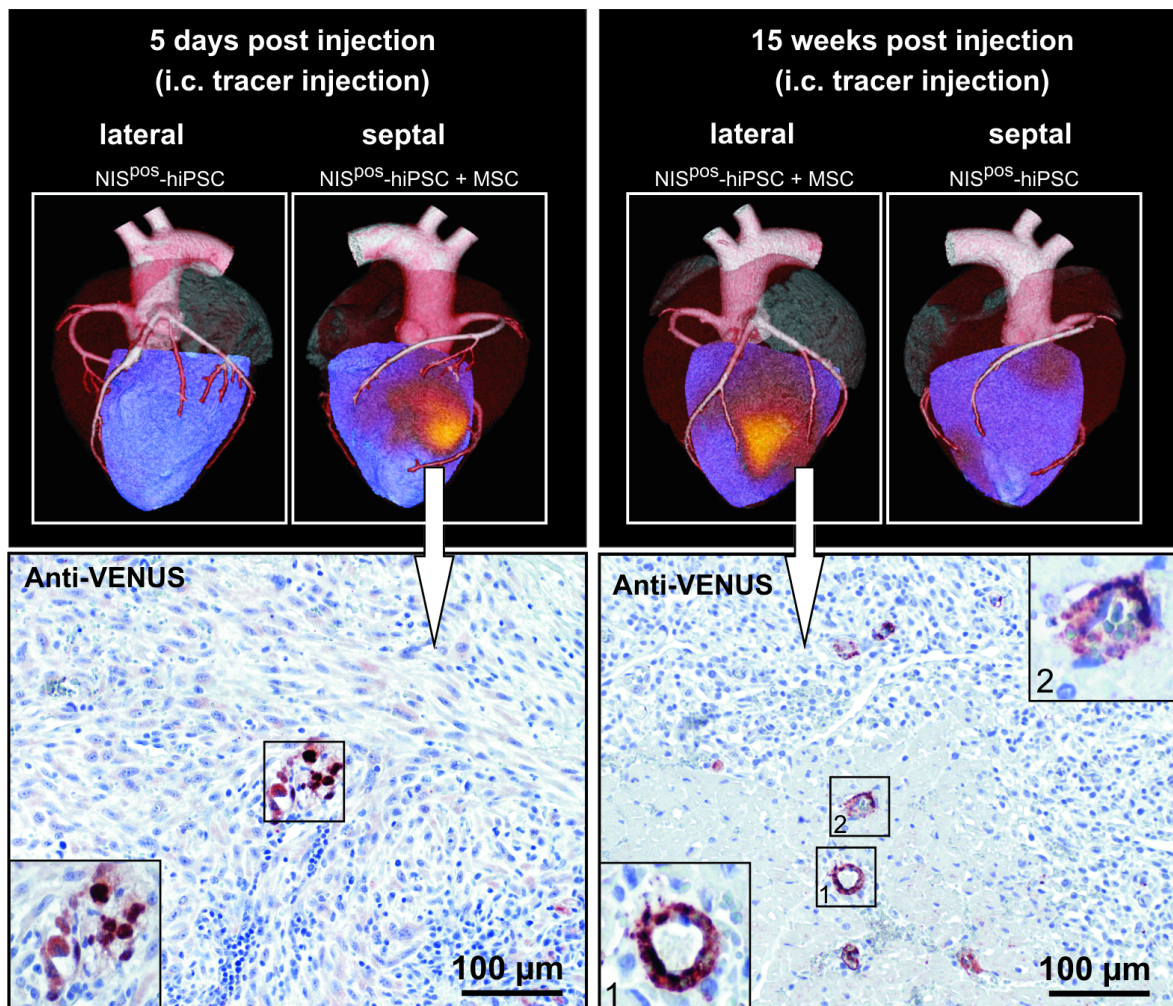 5 days post injection
(i.c. tracer injection)
lateral
septal
NISpos-hiPSC
NISpos-hiPSC + MSC
Anti-VENUS
100 µm
15 weeks post injection
(i.c. tracer injection)
lateral
septal
NISpos-hiPSC + MSC
NISpos-hiPSC
Anti-VENUS
2
2
1
1
100 µm